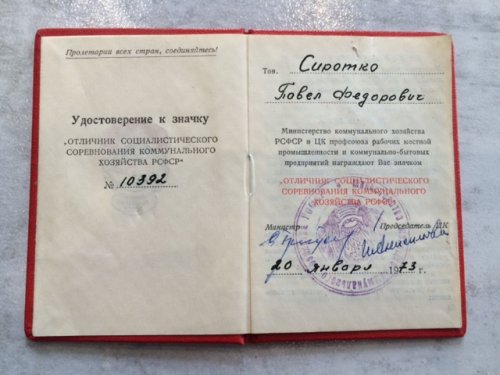 Пролетарии всех стран, соединяйтесь!
Удостоверение к значку
„ОТЛИЧНИК СОЦИАЛИСТИЧЕСКОГО
СОРЕВНОВАНИЯ КОММУНАЛЬНОГО
ХОЗЯЙСТВА РСФСР“
№ 10392
Тов. Сиротко
Павел Федорович
Министерство коммунального хозяйства
РСФСР и ЦК профсоюза рабочих местной
промышленности и коммунально-бытовых
предприятий награждают Вас значком
„ОТЛИЧНИК СОЦИАЛИСТИЧЕСКОГО
СОРЕВНОВАНИЯ КОММУНАЛЬНОГО
ХОЗЯЙСТВА РСФСР“
Министр Председатель ЦК
20 января 1973 г.